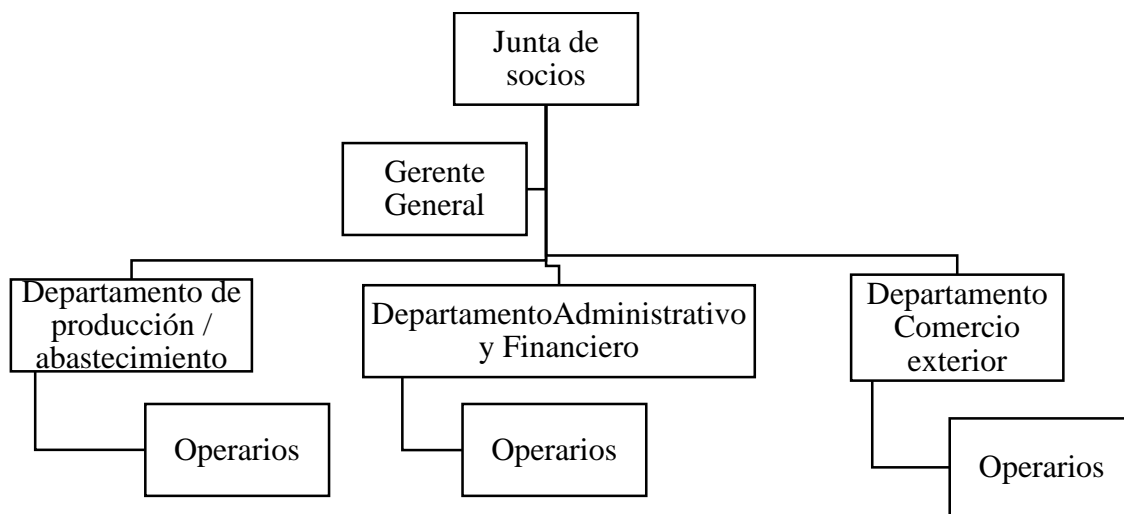 Junta de
socios
Gerente
General
Departamento de
producción /
abastecimiento
DepartamentoAdministrativo
y Financiero
Departamento
Comercio
exterior
Operarios
Operarios
Operarios